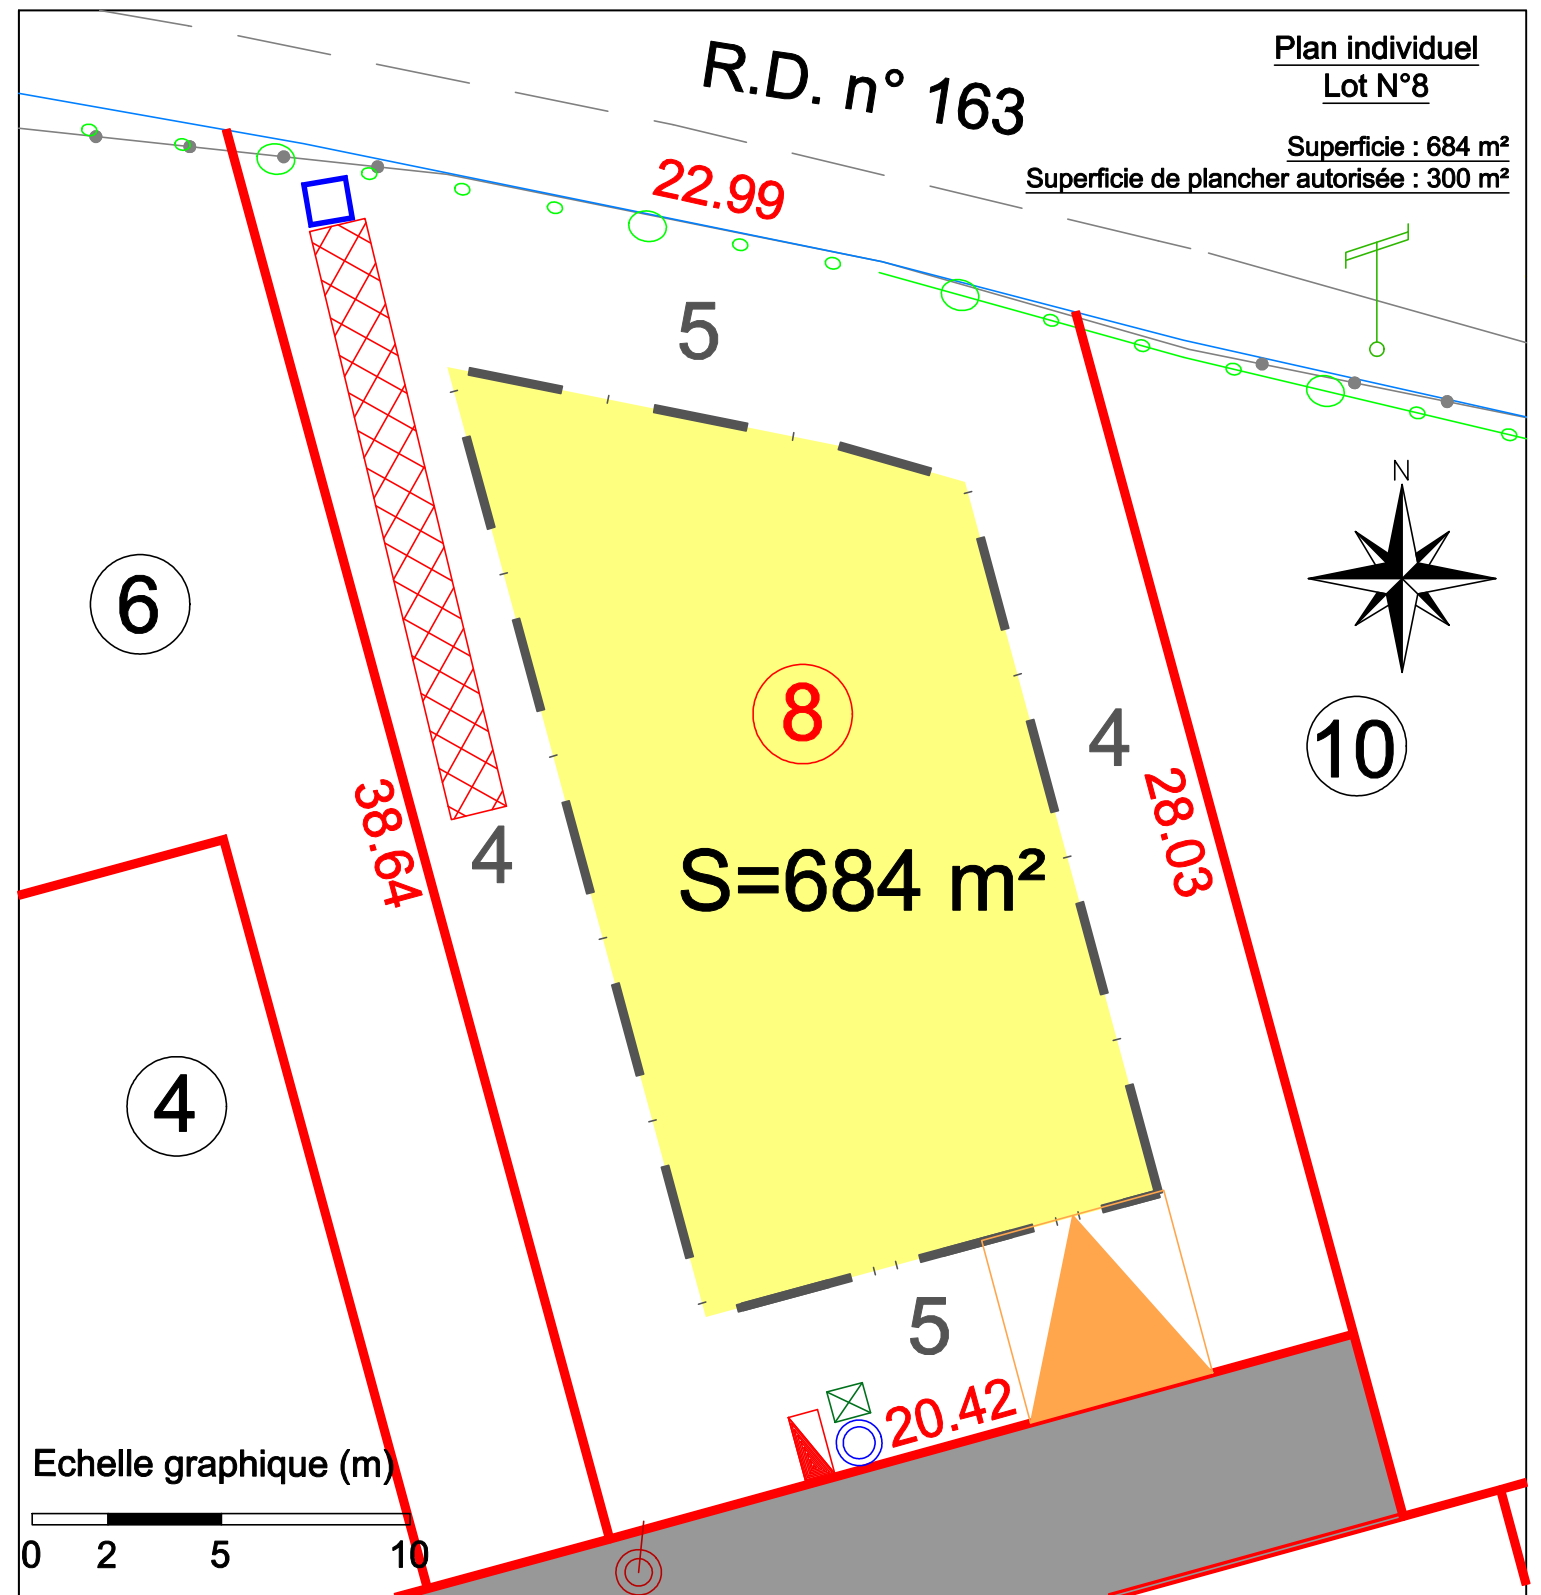 R.D. n° 163
Plan individuel
Lot N°8
Superficie : 684 m²
Superficie de plancher autorisée : 300 m²
22.99
5
N
6
8
4
10
38.64
4
28.03
S=684 m²
4
5
20.42
Echelle graphique (m)
0 2 5 10